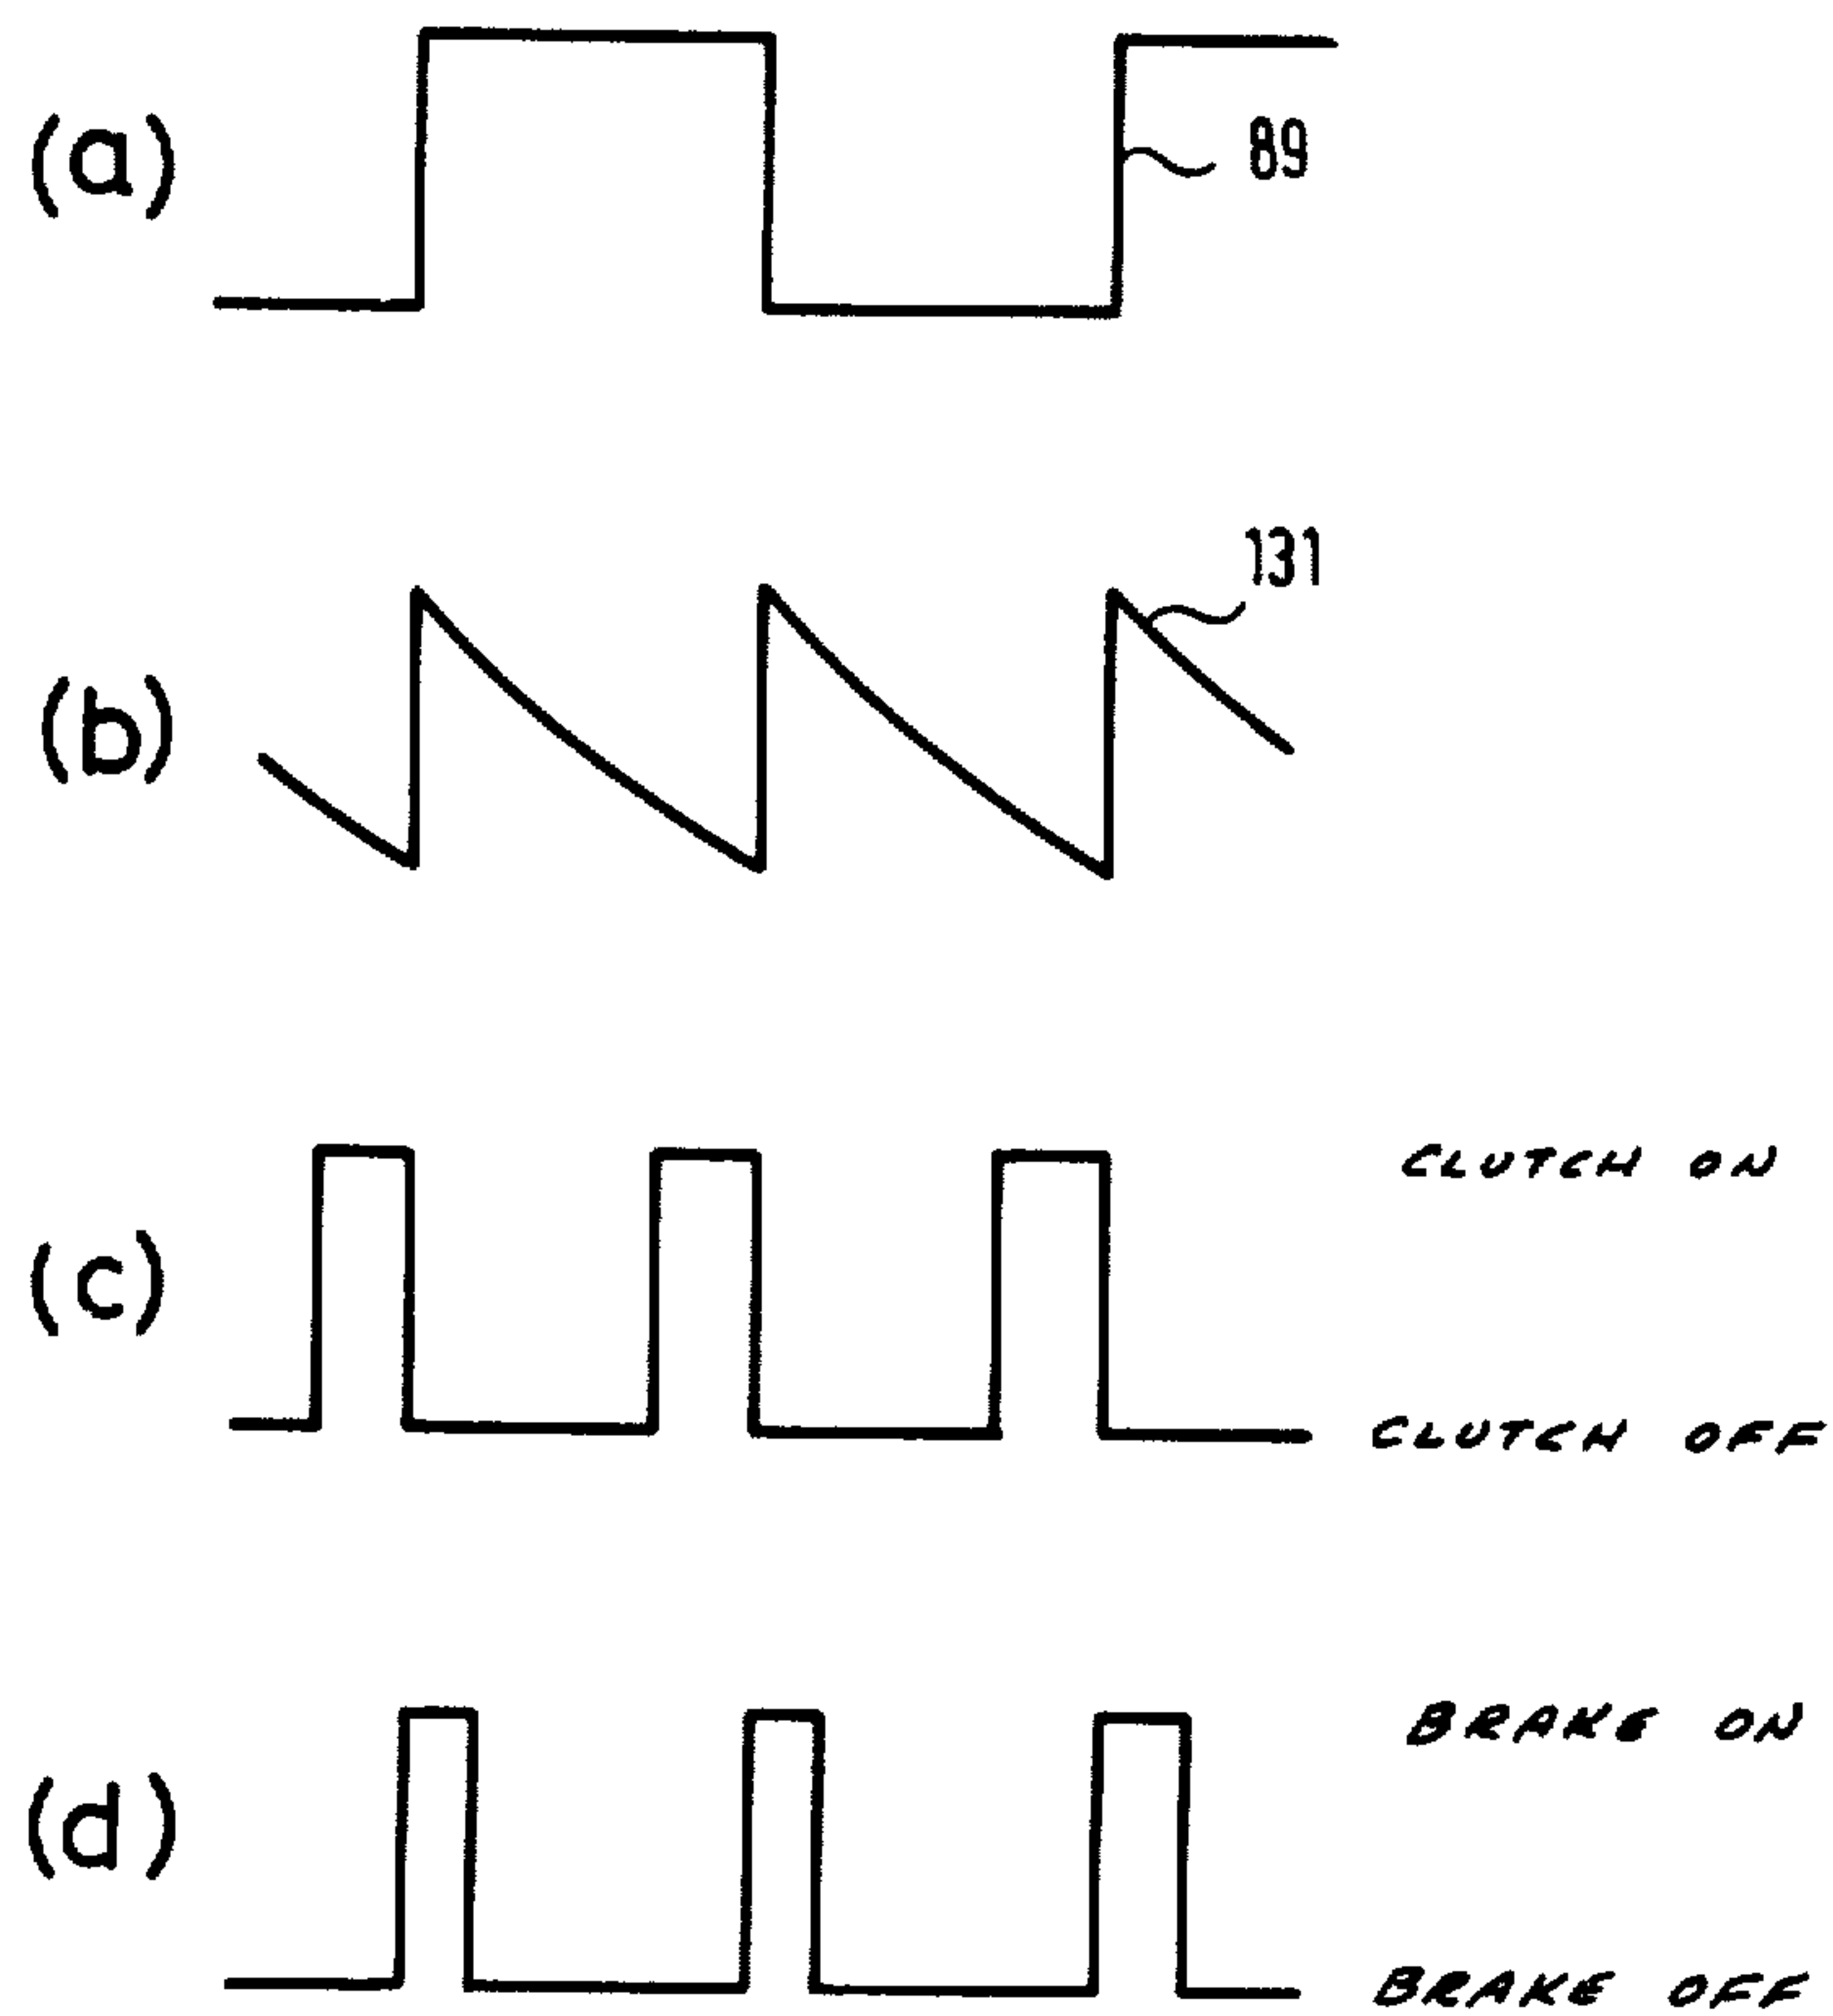 (a)
89
131
(b)
CLUTCH ON
(c)
CLUTCH OFF
BRAKE ON
(d)
BRAKE OFF